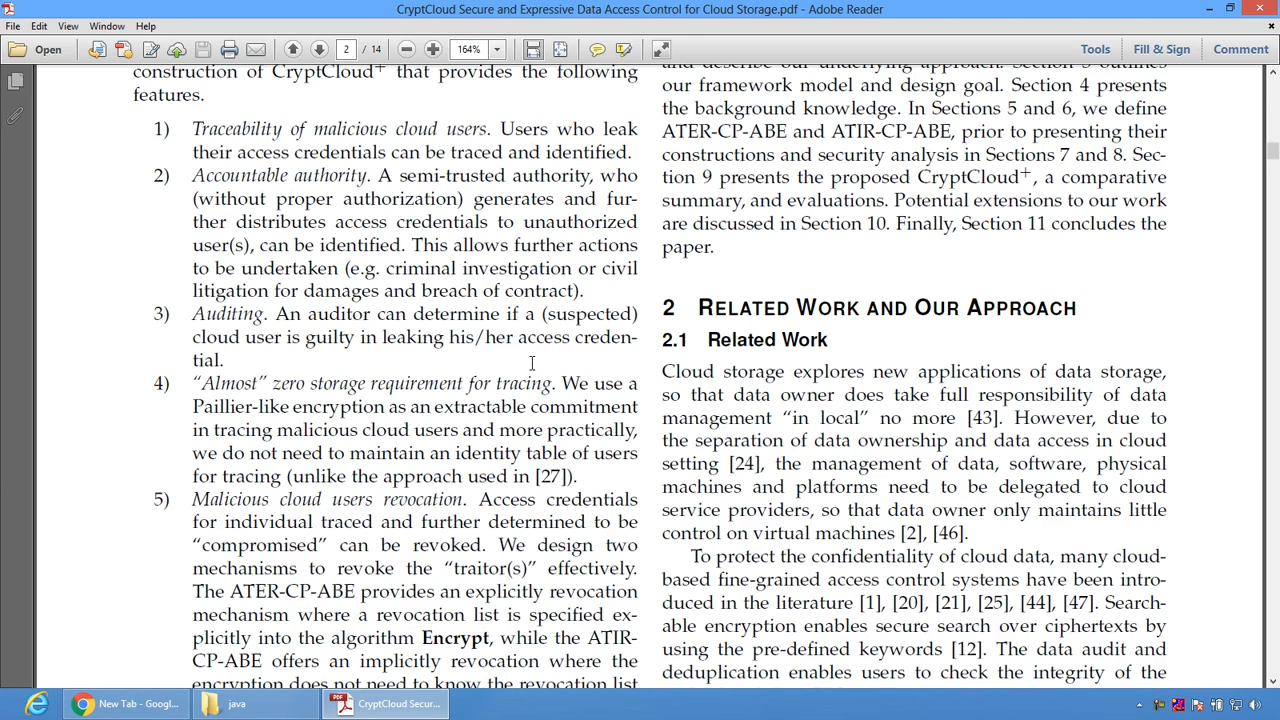 CryptCloud Secure and Expressive Data Access Control for Cloud Storage.pdf - Adobe Reader
File Edit View Window Help
Open 2 / 14 164% Tools Fill & Sign Comment
construction of CryptCloud+ that provides the following
features.
1) Traceability of malicious cloud users. Users who leak
their access credentials can be traced and identified.
2) Accountable authority. A semi-trusted authority, who
(without proper authorization) generates and fur-
ther distributes access credentials to unauthorized
user(s), can be identified. This allows further actions
to be undertaken (e.g. criminal investigation or civil
litigation for damages and breach of contract).
3) Auditing. An auditor can determine if a (suspected)
cloud user is guilty in leaking his/her access creden-
tial.
4) “Almost” zero storage requirement for tracing. We use a
Paillier-like encryption as an extractable commitment
in tracing malicious cloud users and more practically,
we do not need to maintain an identity table of users
for tracing (unlike the approach used in [27]).
5) Malicious cloud users revocation. Access credentials
for individual traced and further determined to be
“compromised” can be revoked. We design two
mechanisms to revoke the “traitor(s)” effectively.
The ATER-CP-ABE provides an explicitly revocation
mechanism where a revocation list is specified ex-
plicitly into the algorithm Encrypt, while the ATIR-
CP-ABE offers an implicitly revocation where the
encryption does not need to know the revocation list
and describe our underlying approach. Section 3 outlines
our framework model and design goal. Section 4 presents
the background knowledge. In Sections 5 and 6, we define
ATER-CP-ABE and ATIR-CP-ABE, prior to presenting their
constructions and security analysis in Sections 7 and 8. Sec-
tion 9 presents the proposed CryptCloud+, a comparative
summary, and evaluations. Potential extensions to our work
are discussed in Section 10. Finally, Section 11 concludes the
paper.
2 RELATED WORK AND OUR APPROACH
2.1 Related Work
Cloud storage explores new applications of data storage,
so that data owner does take full responsibility of data
management “in local” no more [43]. However, due to
the separation of data ownership and data access in cloud
setting [24], the management of data, software, physical
machines and platforms need to be delegated to cloud
service providers, so that data owner only maintains little
control on virtual machines [2], [46].
To protect the confidentiality of cloud data, many cloud-
based fine-grained access control systems have been intro-
duced in the literature [1], [20], [21], [25], [44], [47]. Search-
able encryption enables secure search over ciphertexts by
using the pre-defined keywords [12]. The data audit and
deduplication enables users to check the integrity of the
New Tab - Googl... java CryptCloud Secur...